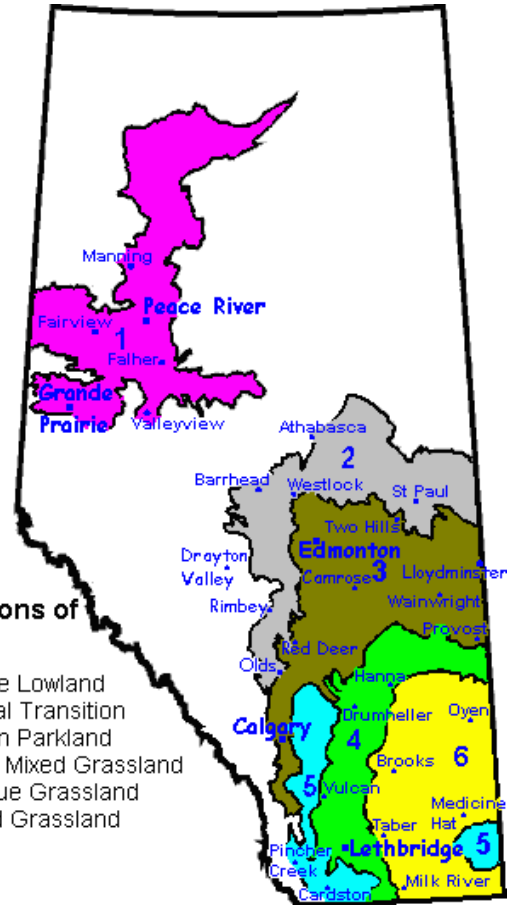 Manning
Peace River
Fairview
1
Falher
Grande
Prairie
Valleyview
Athabasca
2
Barrhead
Westlock
St Paul
Two Hills
Edmonton
Drayton
Valley
Camrose
3
Lloydminster
Wainwright
Rimbey
ons of
Provost
Red Deer
Olds
Hanna
e Lowland
al Transition
n Parkland
Mixed Grassland
ue Grassland
d Grassland
Calgary
Drumheller
Oyen
4
Brooks
6
5
Vulcan
Medicine
Hat
Taber
5
Pincher
Creek
Lethbridge
Cardston
Milk River